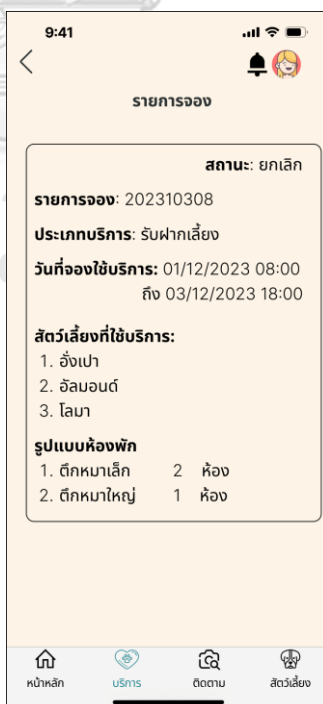 9:41
รายการจอง
สถานะ: ยกเลิก
รายการจอง: 202310308
ประเภทบริการ: รับฝากเลี้ยง
วันที่จองใช้บริการ: 01/12/2023 08:00
ถึง 03/12/2023 18:00
สัตว์เลี้ยงที่ใช้บริการ:
1. อั่งเปา
2. อัลมอนด์
3. โลมา
รูปแบบห้องพัก
1. ตึกหมาเล็ก 2 ห้อง
2. ตึกหมาใหญ่ 1 ห้อง
หน้าหลัก บริการ ติดตาม สัตว์เลี้ยง